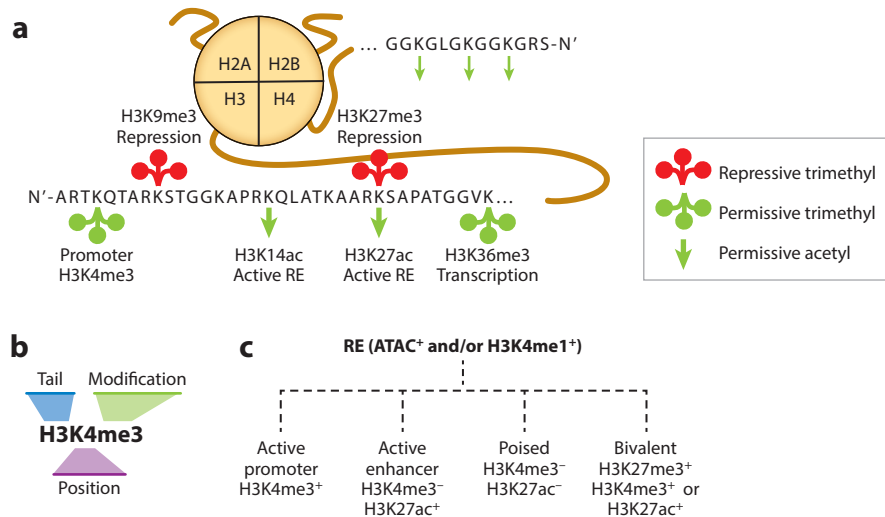 a
… GGKGLGKGGKGRS-N′
H2A H2B
H3 H4
H3K9me3
Repression
H3K27me3
Repression
N′-ARTKQTARKSTGGKAPRKQLATKAARKSAPATGGVK…
Promoter
H3K4me3
H3K14ac
Active RE
H3K27ac
Active RE
H3K36me3
Transcription
Repressive trimethyl
Permissive trimethyl
Permissive acetyl
b
Tail Modification
H3K4me3
Position
c
RE (ATAC⁺ and/or H3K4me1⁺)
Active
promoter
H3K4me3⁺
Active
enhancer
H3K4me3⁻
H3K27ac⁺
Poised
H3K4me3⁻
H3K27ac⁻
Bivalent
H3K27me3⁺
H3K4me3⁺ or
H3K27ac⁺